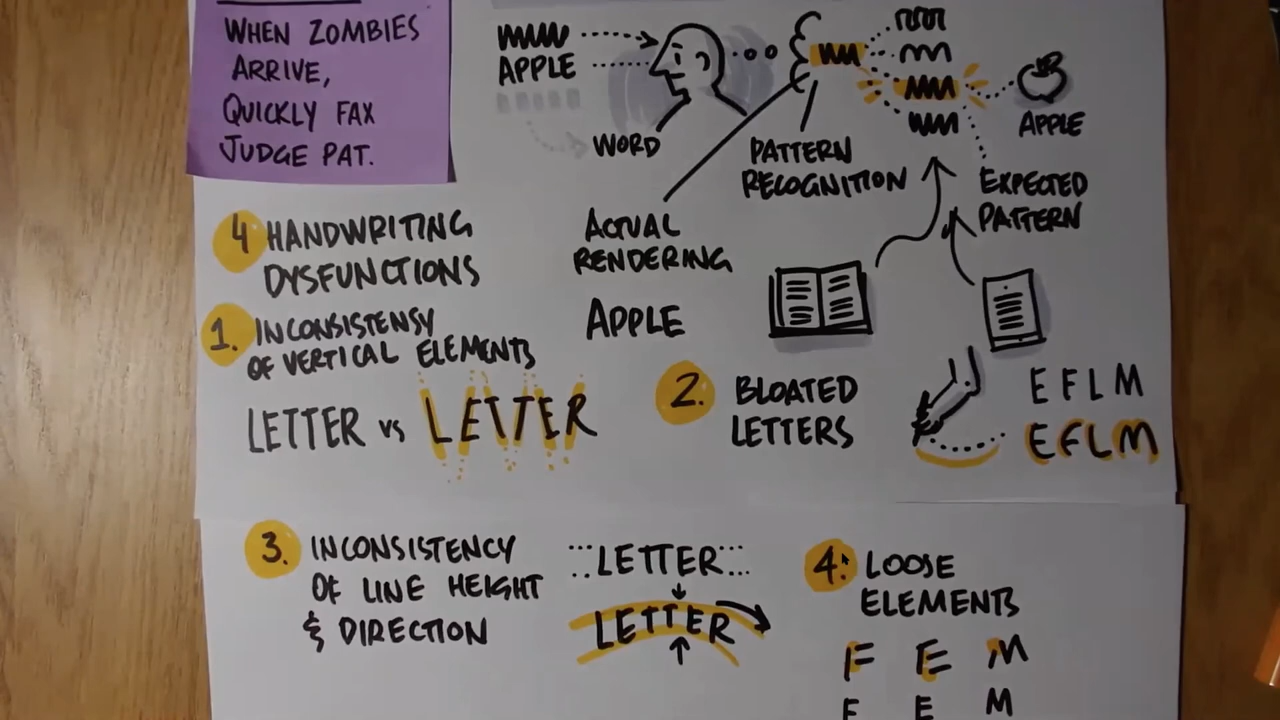 WHEN ZOMBIES
ARRIVE,
QUICKLY FAX
JUDGE PAT.
APPLE
WORD
PATTERN
RECOGNITION
APPLE
EXPECTED
PATTERN
ACTUAL
RENDERING
APPLE
4 HANDWRITING
DYSFUNCTIONS
1. INCONSISTENSY
OF VERTICAL ELEMENTS
LETTER vs LETTER
2. BLOATED
LETTERS
E F L M
E F L M
3. INCONSISTENCY
OF LINE HEIGHT
& DIRECTION
LETTER
LETTER
4. LOOSE
ELEMENTS
F E M
F E M